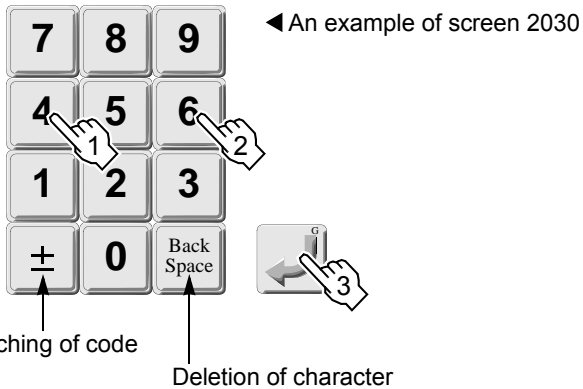 7 8 9
◀ An example of screen 2030
4 5 6
1 2
1 2 3
± 0 Back
Space
G
3
ching of code
Deletion of character